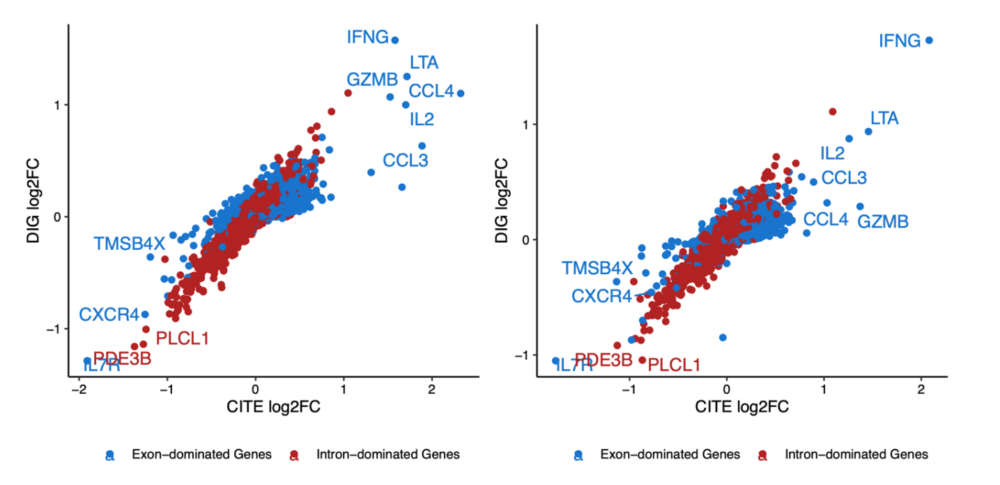 IFNG
LTA
GZMB
CCL4
IL2
CCL3
TMSB4X
CXCR4
PLCL1
PDE3B
IL7R
1
0
−1
DIG log2FC
−2 −1 0 1 2
CITE log2FC
a Exon−dominated Genes a Intron−dominated Genes
IFNG
LTA
IL2
CCL3
CCL4 GZMB
TMSB4X
CXCR4
PDE3B PLCL1
IL7R
1
0
−1
DIG log2FC
−1 0 1 2
CITE log2FC
a Exon−dominated Genes a Intron−dominated Genes